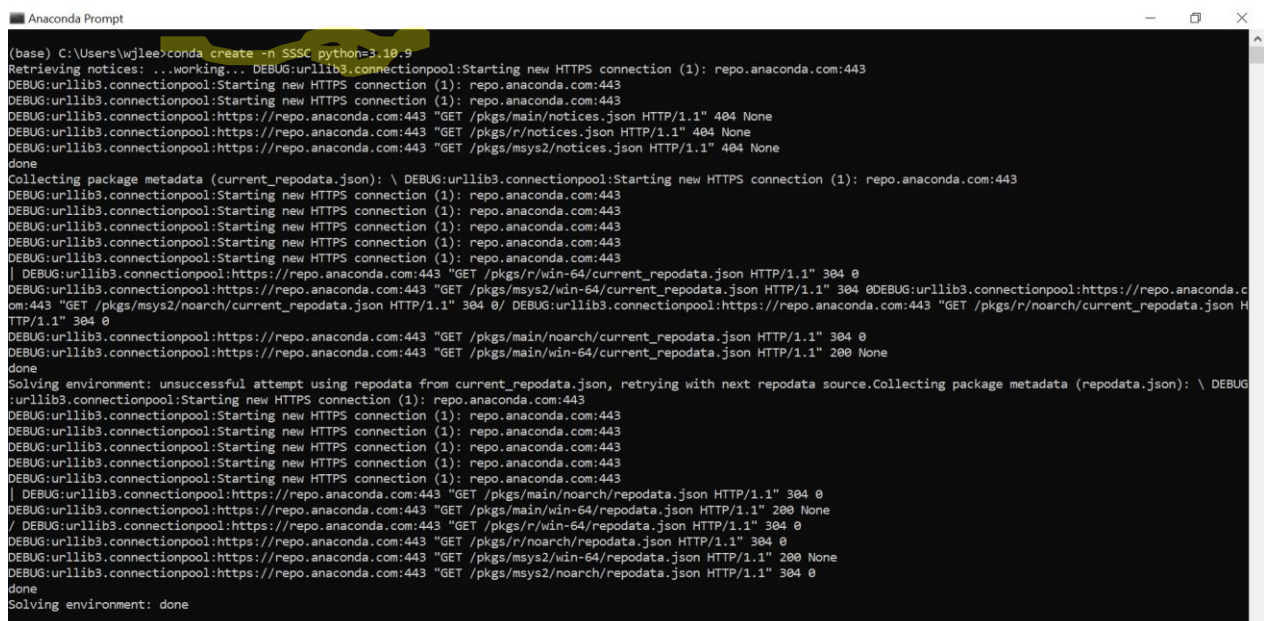 Anaconda Prompt
(base) C:\Users\wjlee>conda create -n SSSC python=3.10.9
Retrieving notices: ...working... DEBUG:urllib3.connectionpool:Starting new HTTPS connection (1): repo.anaconda.com:443
DEBUG:urllib3.connectionpool:Starting new HTTPS connection (1): repo.anaconda.com:443
DEBUG:urllib3.connectionpool:Starting new HTTPS connection (1): repo.anaconda.com:443
DEBUG:urllib3.connectionpool:https://repo.anaconda.com:443 "GET /pkgs/main/notices.json HTTP/1.1" 404 None
DEBUG:urllib3.connectionpool:https://repo.anaconda.com:443 "GET /pkgs/r/notices.json HTTP/1.1" 404 None
DEBUG:urllib3.connectionpool:https://repo.anaconda.com:443 "GET /pkgs/msys2/notices.json HTTP/1.1" 404 None
done
Collecting package metadata (current_repodata.json): \ DEBUG:urllib3.connectionpool:Starting new HTTPS connection (1): repo.anaconda.com:443
DEBUG:urllib3.connectionpool:Starting new HTTPS connection (1): repo.anaconda.com:443
DEBUG:urllib3.connectionpool:Starting new HTTPS connection (1): repo.anaconda.com:443
DEBUG:urllib3.connectionpool:Starting new HTTPS connection (1): repo.anaconda.com:443
DEBUG:urllib3.connectionpool:Starting new HTTPS connection (1): repo.anaconda.com:443
DEBUG:urllib3.connectionpool:Starting new HTTPS connection (1): repo.anaconda.com:443
| DEBUG:urllib3.connectionpool:https://repo.anaconda.com:443 "GET /pkgs/r/win-64/current_repodata.json HTTP/1.1" 304 0
DEBUG:urllib3.connectionpool:https://repo.anaconda.com:443 "GET /pkgs/msys2/win-64/current_repodata.json HTTP/1.1" 304 0DEBUG:urllib3.connectionpool:https://repo.anaconda.c
om:443 "GET /pkgs/msys2/noarch/current_repodata.json HTTP/1.1" 304 0/ DEBUG:urllib3.connectionpool:https://repo.anaconda.com:443 "GET /pkgs/r/noarch/current_repodata.json H
TTP/1.1" 304 0
DEBUG:urllib3.connectionpool:https://repo.anaconda.com:443 "GET /pkgs/main/noarch/current_repodata.json HTTP/1.1" 304 0
DEBUG:urllib3.connectionpool:https://repo.anaconda.com:443 "GET /pkgs/main/win-64/current_repodata.json HTTP/1.1" 200 None
done
Solving environment: unsuccessful attempt using repodata from current_repodata.json, retrying with next repodata source.Collecting package metadata (repodata.json): \ DEBUG
:urllib3.connectionpool:Starting new HTTPS connection (1): repo.anaconda.com:443
DEBUG:urllib3.connectionpool:Starting new HTTPS connection (1): repo.anaconda.com:443
DEBUG:urllib3.connectionpool:Starting new HTTPS connection (1): repo.anaconda.com:443
DEBUG:urllib3.connectionpool:Starting new HTTPS connection (1): repo.anaconda.com:443
DEBUG:urllib3.connectionpool:Starting new HTTPS connection (1): repo.anaconda.com:443
DEBUG:urllib3.connectionpool:Starting new HTTPS connection (1): repo.anaconda.com:443
| DEBUG:urllib3.connectionpool:https://repo.anaconda.com:443 "GET /pkgs/main/noarch/repodata.json HTTP/1.1" 304 0
DEBUG:urllib3.connectionpool:https://repo.anaconda.com:443 "GET /pkgs/main/win-64/repodata.json HTTP/1.1" 200 None
/ DEBUG:urllib3.connectionpool:https://repo.anaconda.com:443 "GET /pkgs/r/win-64/repodata.json HTTP/1.1" 304 0
DEBUG:urllib3.connectionpool:https://repo.anaconda.com:443 "GET /pkgs/r/noarch/repodata.json HTTP/1.1" 304 0
DEBUG:urllib3.connectionpool:https://repo.anaconda.com:443 "GET /pkgs/msys2/win-64/repodata.json HTTP/1.1" 200 None
DEBUG:urllib3.connectionpool:https://repo.anaconda.com:443 "GET /pkgs/msys2/noarch/repodata.json HTTP/1.1" 304 0
done
Solving environment: done